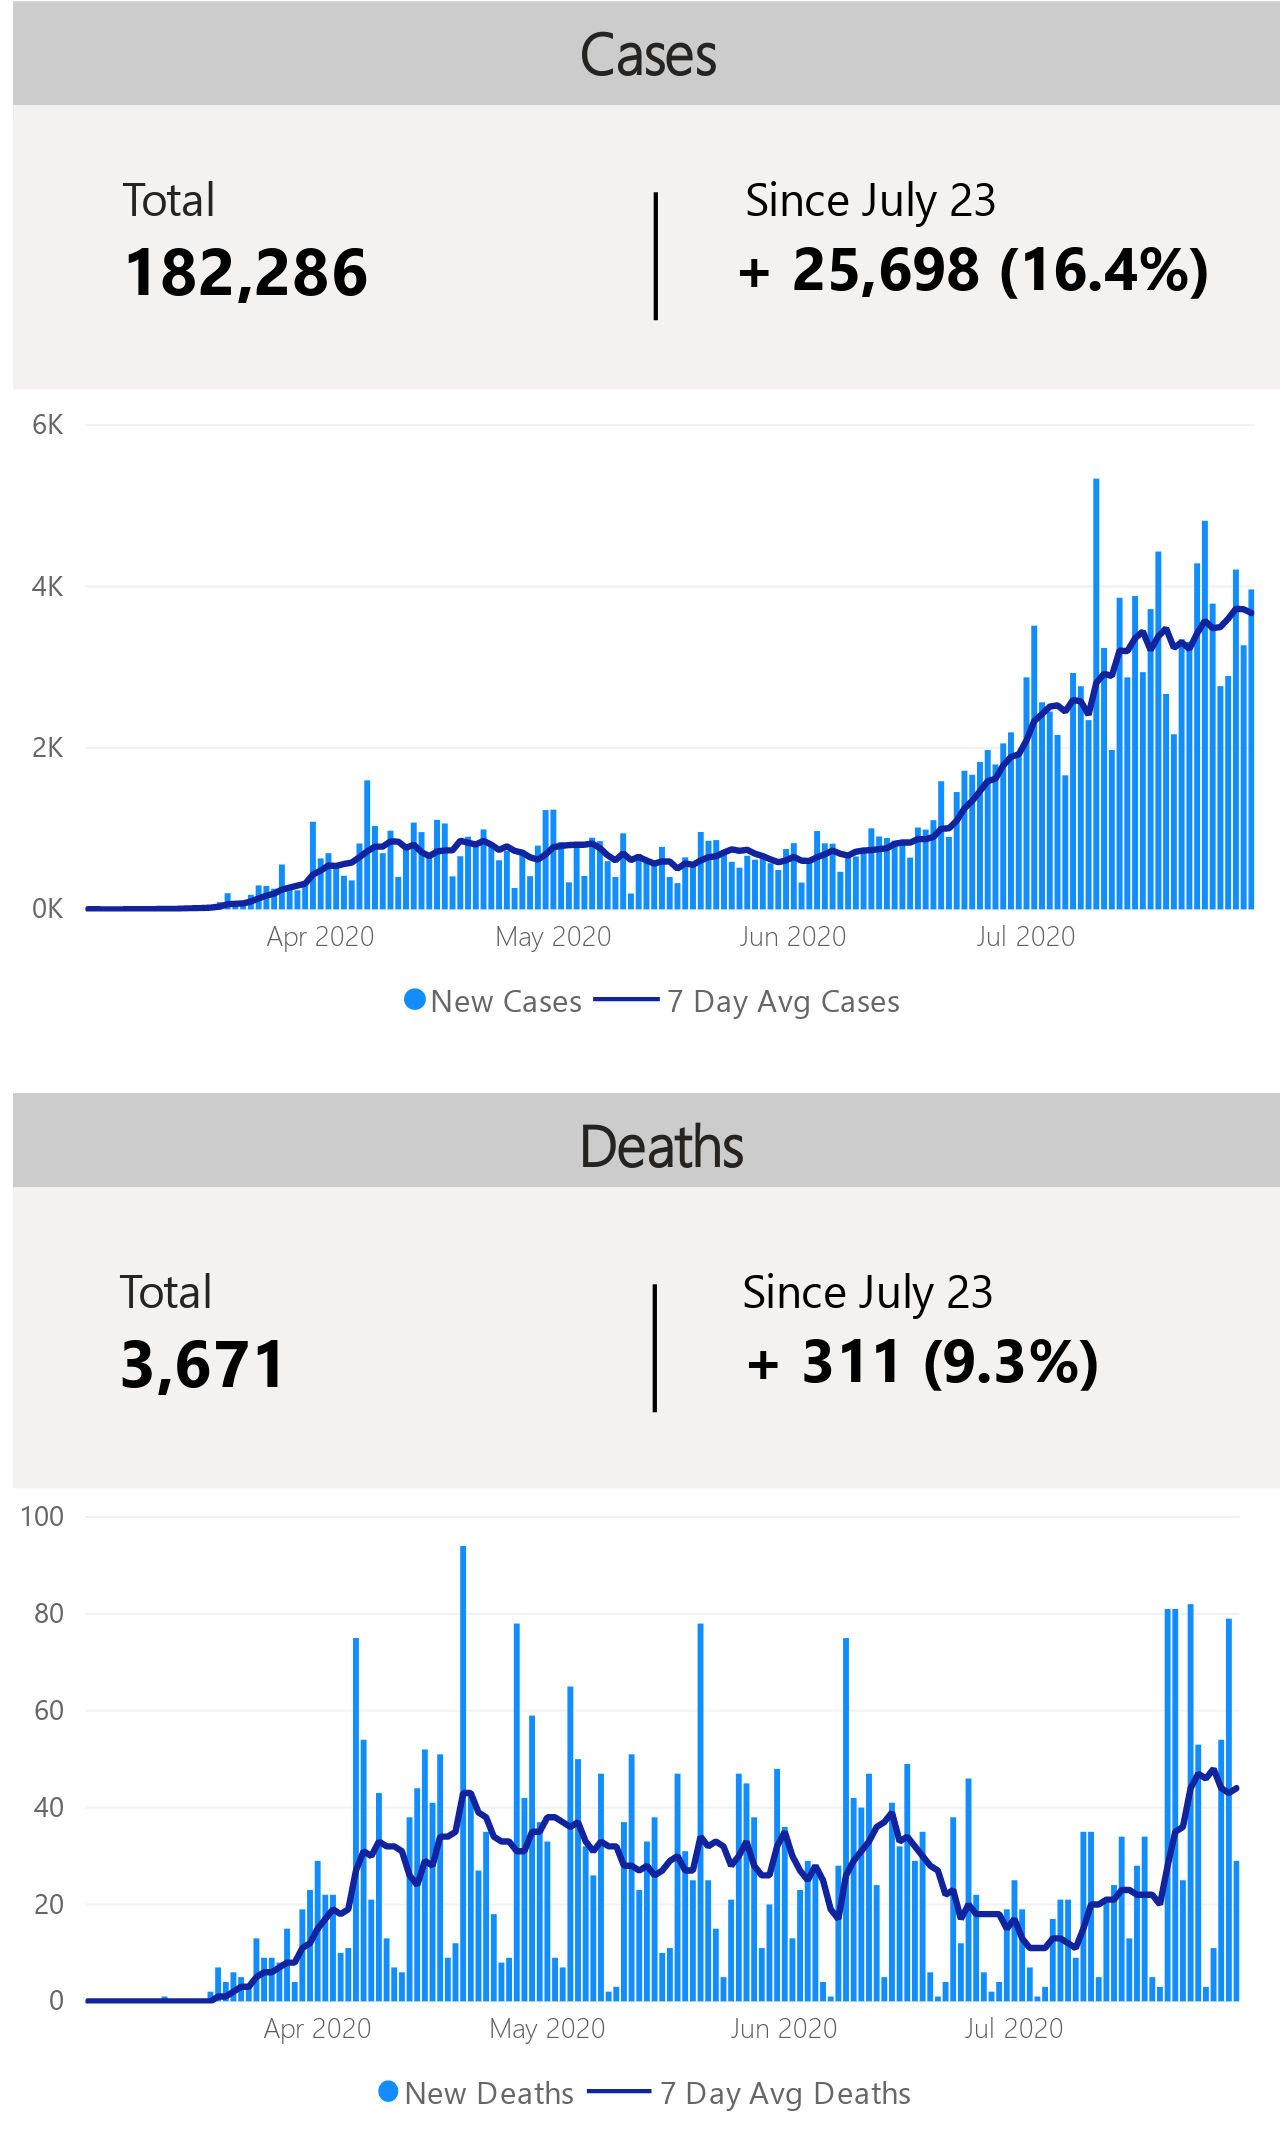 Cases
Total
Since July 23
182,286
+ 25,698 (16.4%)
6K
4K
2K
0K
Apr 2020
May 2020
Jun 2020
Jul 2020
New Cases
7 Day Avg Cases
Deaths
Total
Since July 23
3,671
+ 311 (9.3%)
100
80
60
40
20
0
Apr 2020
May 2020
Jun 2020
Jul 2020
New Deaths
7 Day Avg Deaths